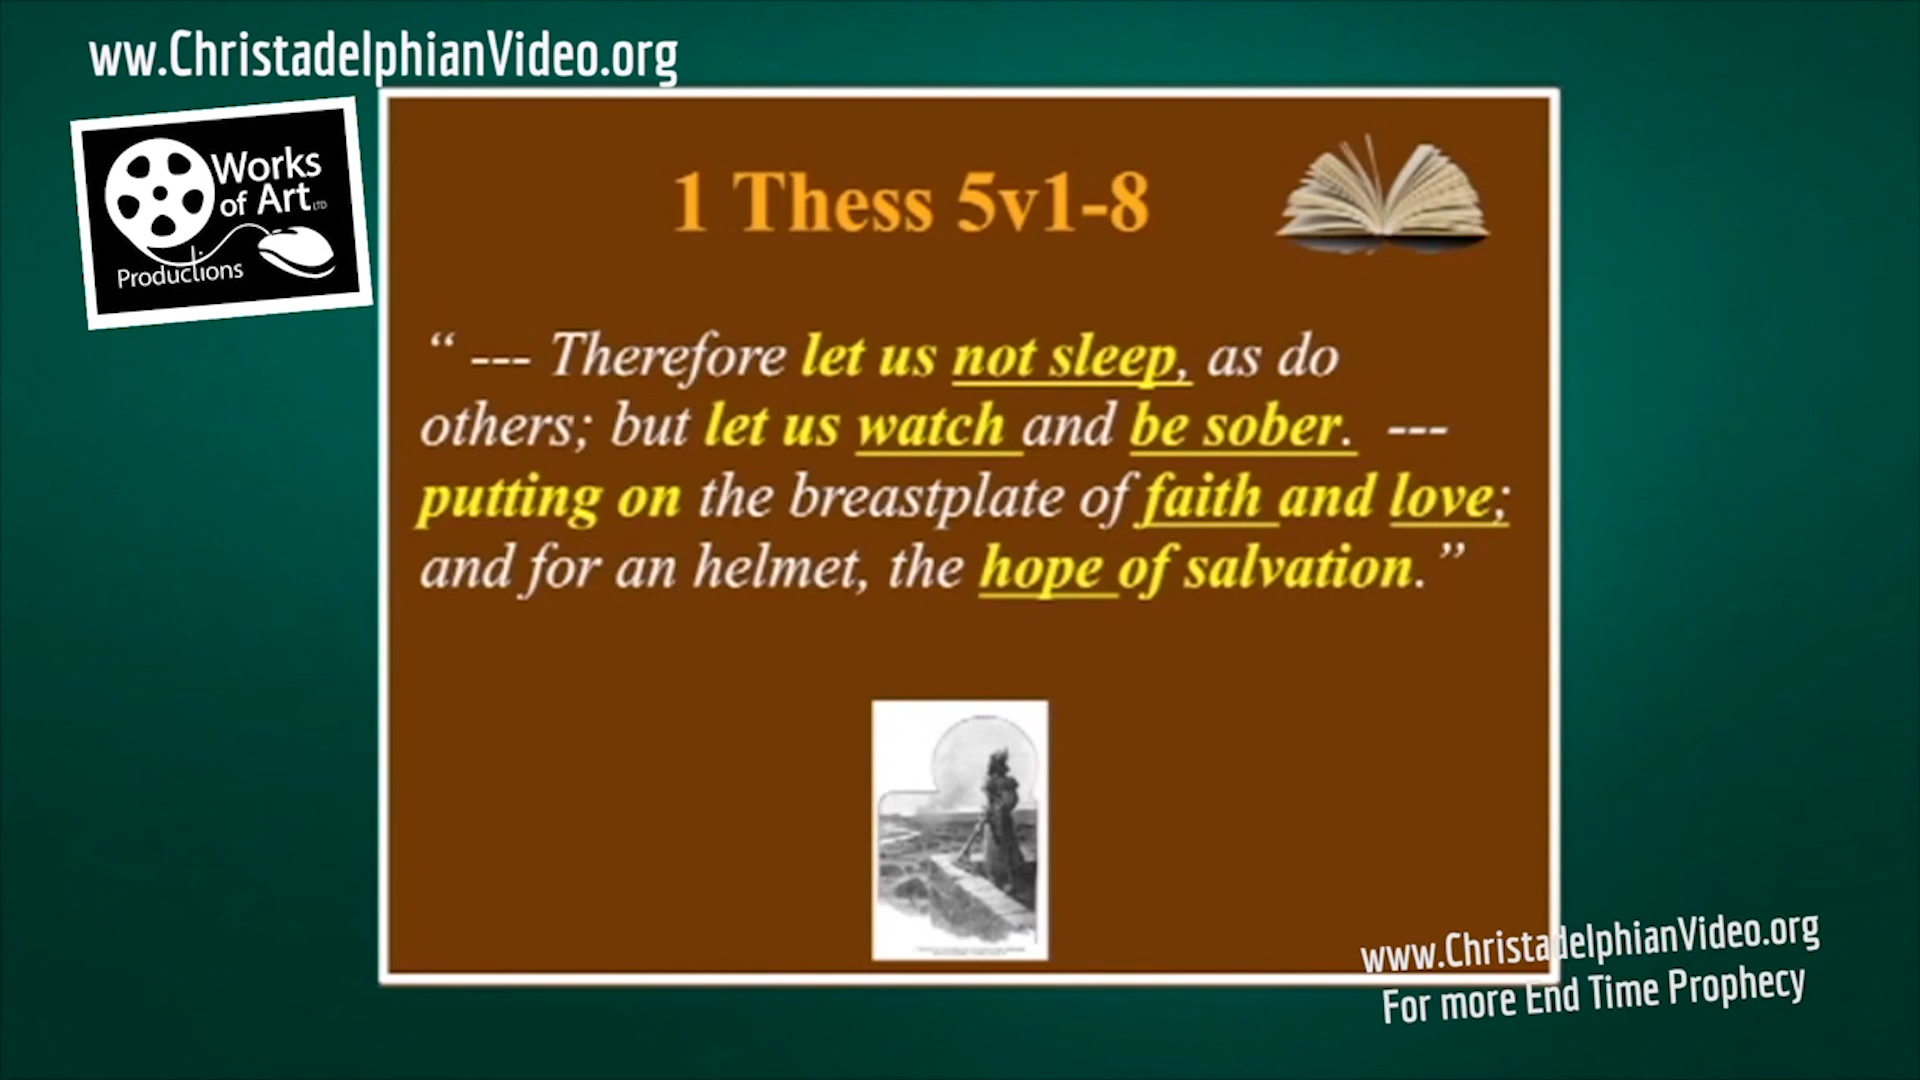 ww.ChristadelphianVideo.org
Works
of Art LTD
Productions
1 Thess 5v1-8
“ --- Therefore let us not sleep, as do
others; but let us watch and be sober. ---
putting on the breastplate of faith and love;
and for an helmet, the hope of salvation.”
www.ChristadelphianVideo.org
For more End Time Prophecy